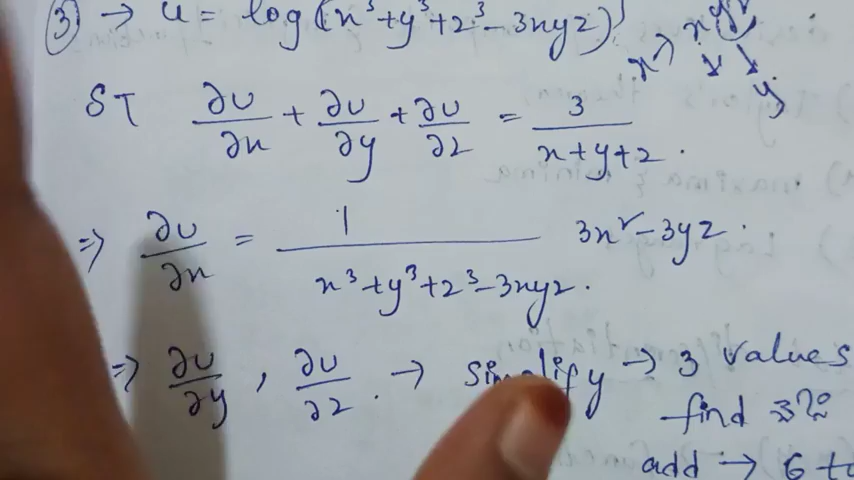 ③ → u = log(x³+y³+z³-3xyz)
x → x y z
y
ST ∂u/∂x + ∂u/∂y + ∂u/∂z = 3/(x+y+z).
⇒ ∂u/∂x = 1/(x³+y³+z³-3xyz). 3x²-3yz.
⇒ ∂u/∂y , ∂u/∂z . → simplify → 3 values
find
add → 6